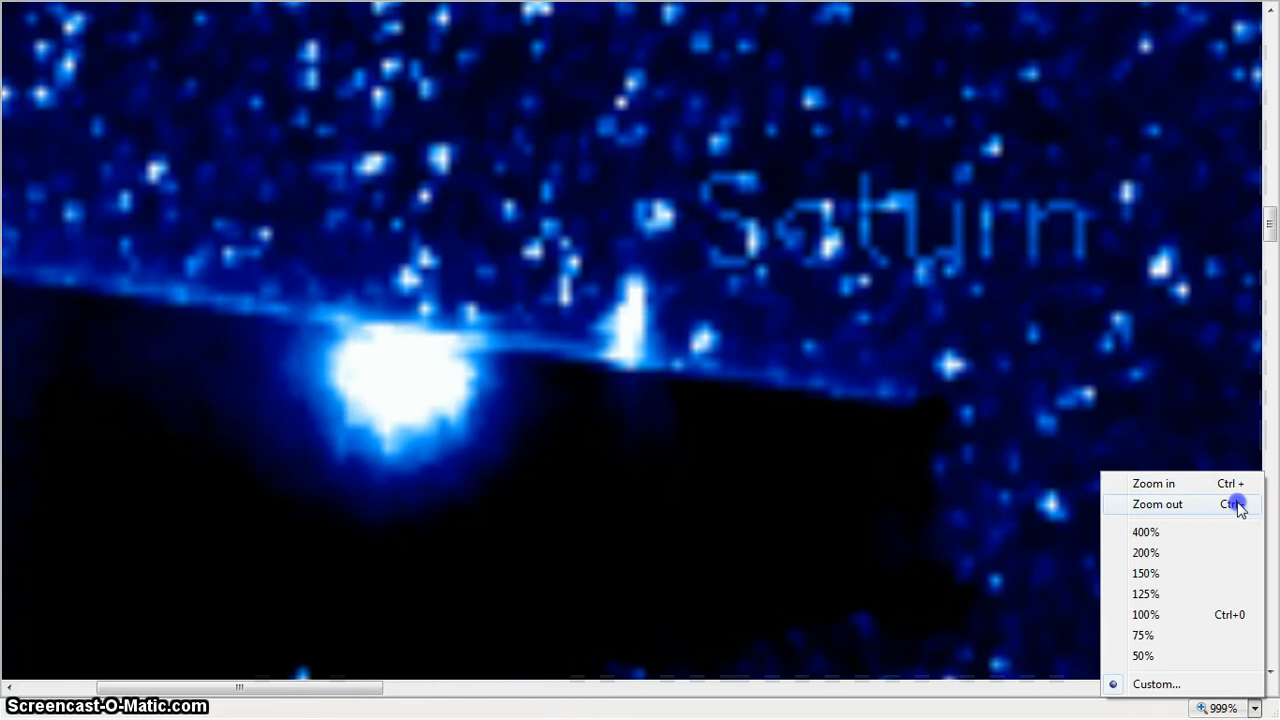 Saturn
Zoom in Ctrl +
Zoom out
400%
200%
150%
125%
100% Ctrl+0
75%
50%
Custom...
Screencast-O-Matic.com
999%